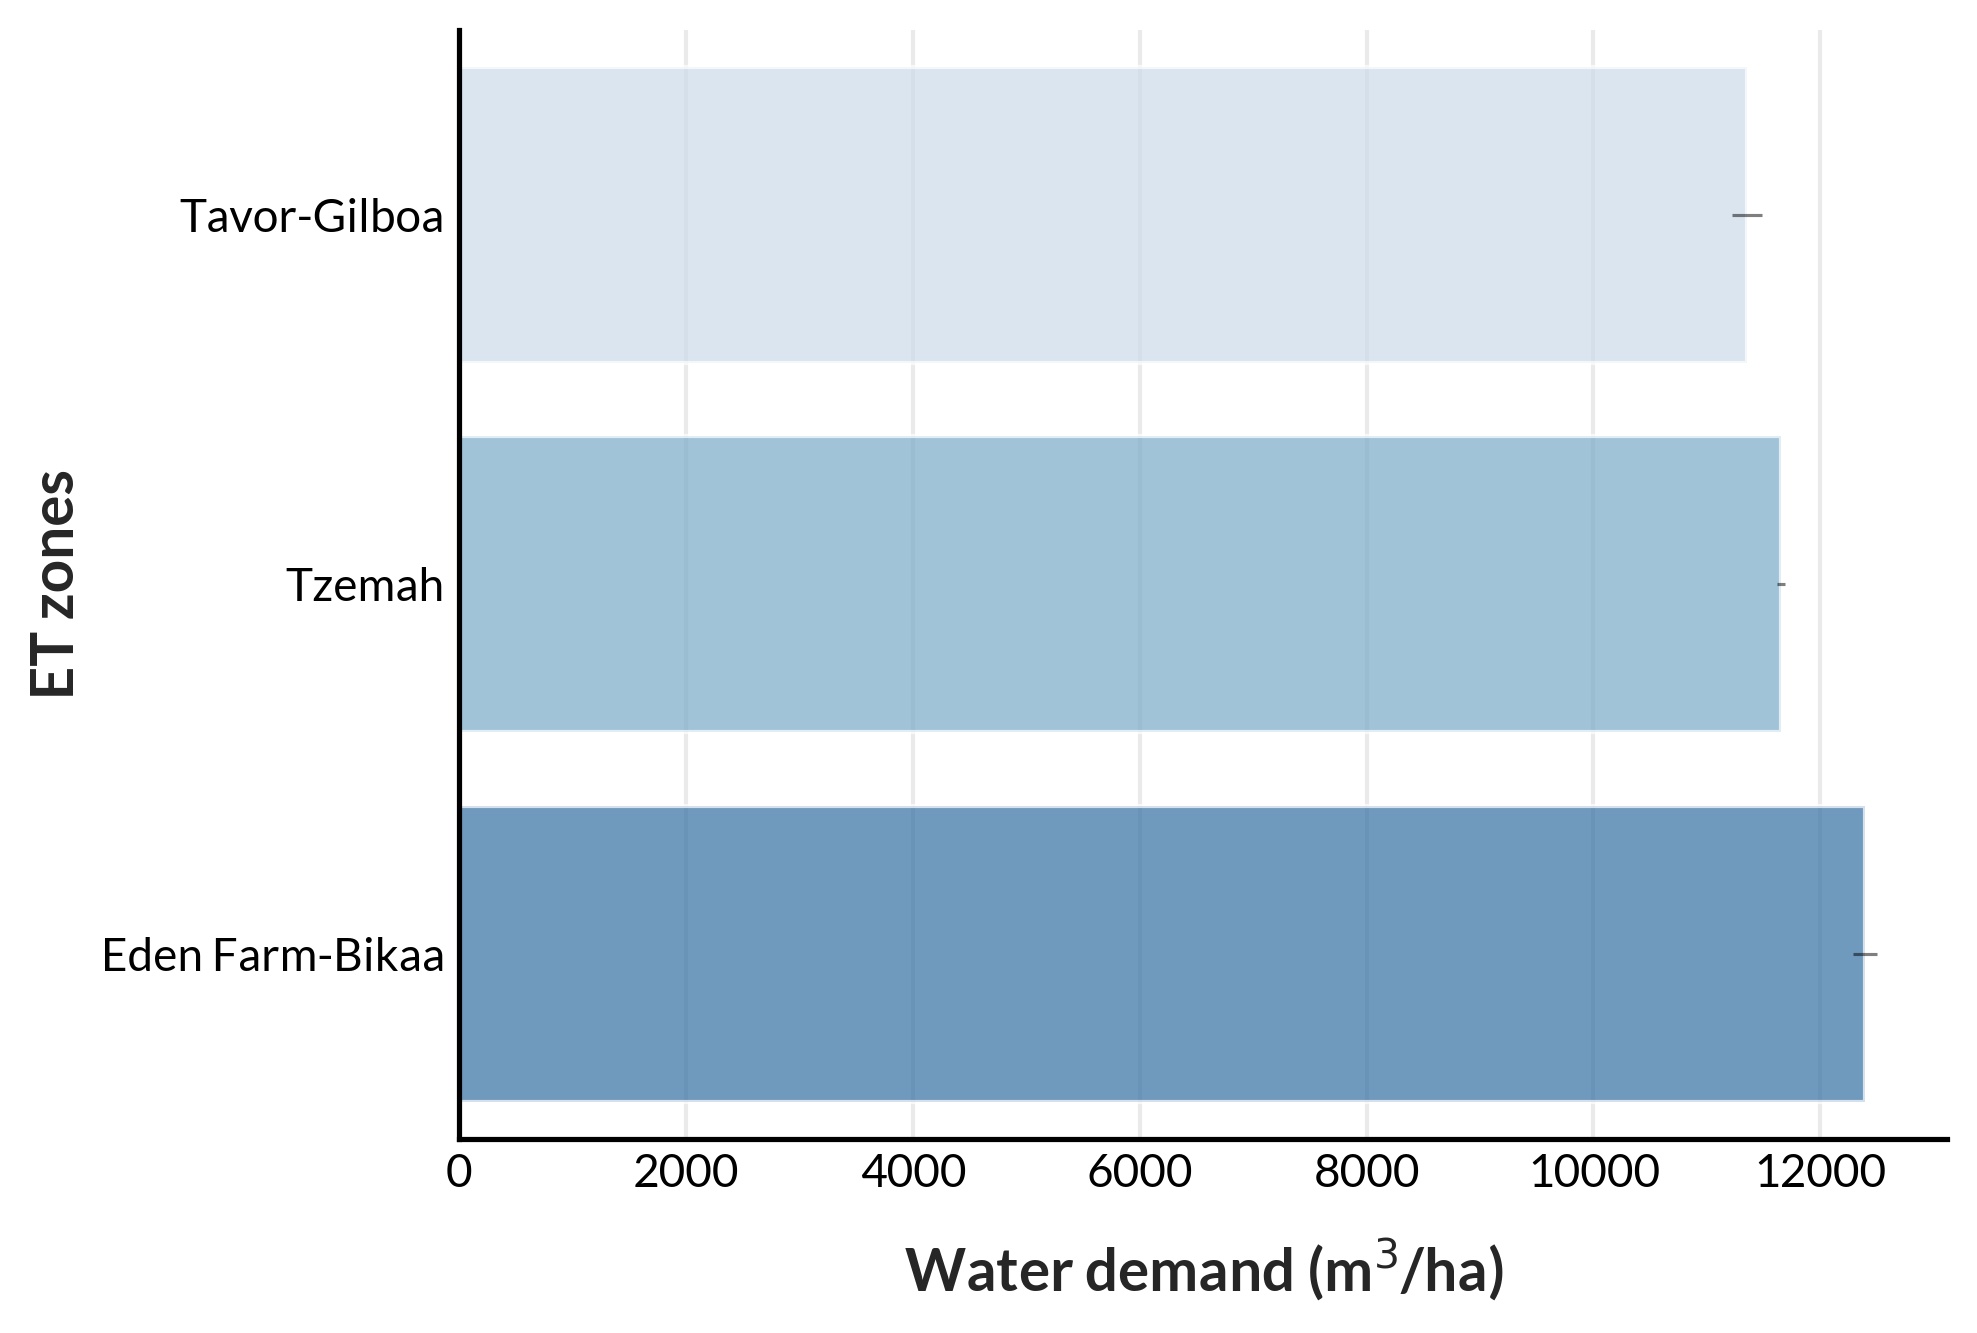 ET zones
Tavor-Gilboa
Tzemah
Eden Farm-Bikaa
0 2000 4000 6000 8000 10000 12000
Water demand (m³/ha)